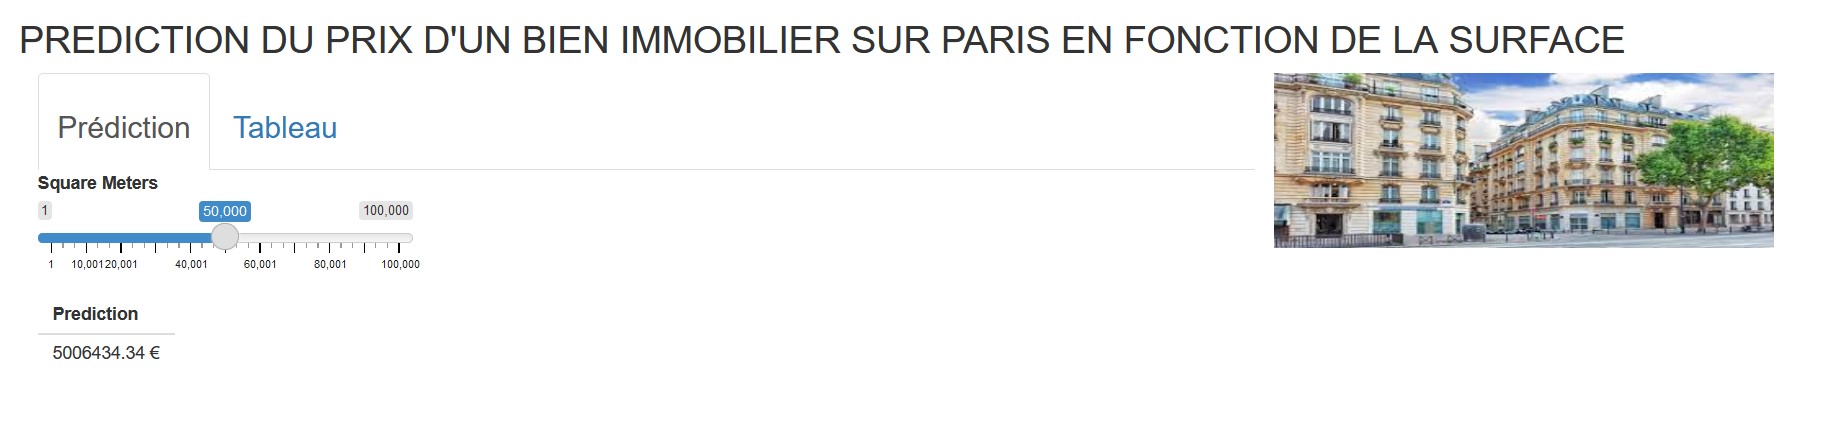 PREDICTION DU PRIX D'UN BIEN IMMOBILIER SUR PARIS EN FONCTION DE LA SURFACE
Prédiction Tableau
Square Meters
1 50,000 100,000
1 10,001 20,001 40,001 60,001 80,001 100,000
Prediction
5006434.34 €